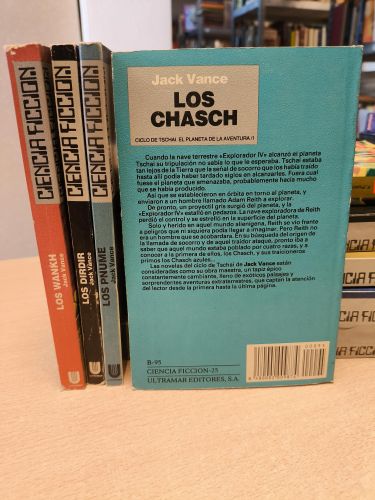 CIENCIA FICCION
LOS WANKH
Jack Vance
CIENCIA FICCION
LOS DIRDIR
Jack Vance
CIENCIA FICCION
LOS PNUME
Jack Vance
Jack Vance
LOS
CHASCH
CICLO DE TSCHAI: EL PLANETA DE LA AVENTURA/1
Cuando la nave terrestre «Explorador IV» alcanzó el planeta
Tschai su tripulación no sabía lo que le esperaba. Tschai estaba
tan lejos de la Tierra que la señal de socorro que los había traído
hasta allí podía haber tardado siglos en alcanzarles. Fuera cual
fuese el planeta que amenazaba, probablemente hacía mucho
que se había producido.
Así que se establecieron en órbita en torno al planeta, y
enviaron a un hombre llamado Adam Reith a explorar.
De pronto, un proyectil gris surgió del planeta, y la
«Explorador IV» estalló en pedazos. La nave exploradora de Reith
perdió el control y se estrelló en la superficie del planeta.
Solo y herido en aquel mundo alienígena, Reith se vio frente
a peligros que ni siquiera podía llegar a imaginar. Pero Reith no
era un hombre que se acobardara. En su búsqueda del origen de
la llamada de socorro y de aquel traidor ataque, pronto iba a
saber que aquel mundo estaba poblado por cuatro razas, y a
conocer a la primera de ellas, los Chasch, y sus traicioneros
primos los Chasch azules...
Las novelas del ciclo de Tschai de Jack Vance están
consideradas como su obra maestra, un tapiz épico
constantemente cambiante, lleno de exóticos paisajes y
sorprendentes aventuras extraterrestres, que captan la atención
del lector desde la primera hasta la última página.
B-95
CIENCIA FICCION-25
ULTRAMAR EDITORES, S.A.
00095